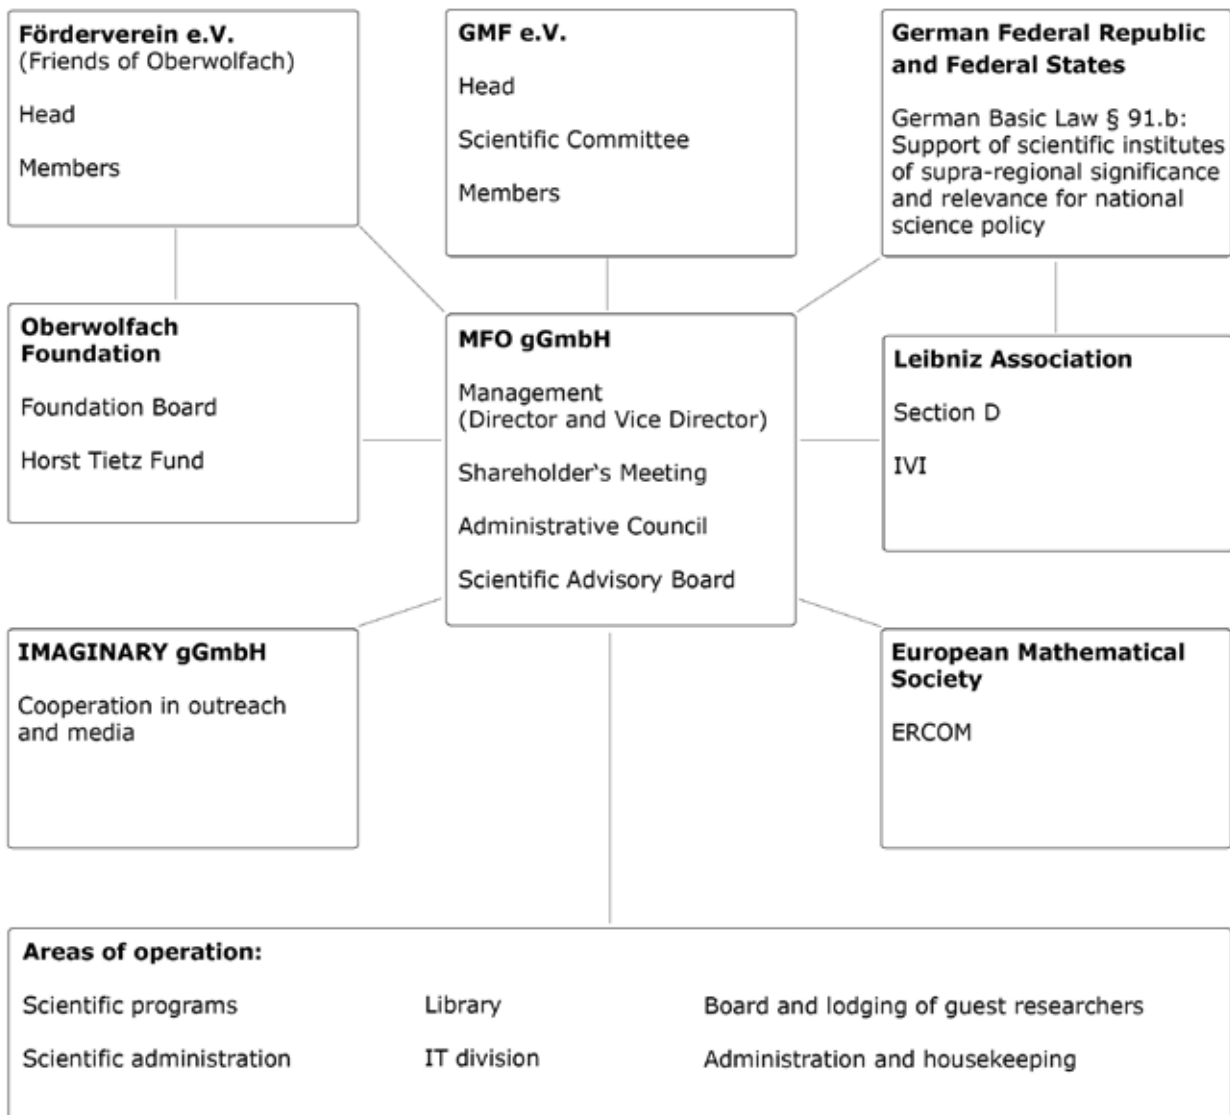 Förderverein e.V.
(Friends of Oberwolfach)
Head
Members
GMF e.V.
Head
Scientific Committee
Members
German Federal Republic
and Federal States
German Basic Law § 91.b:
Support of scientific institutes
of supra-regional significance
and relevance for national
science policy
Oberwolfach
Foundation
Foundation Board
Horst Tietz Fund
MFO gGmbH
Management
(Director and Vice Director)
Shareholder‘s Meeting
Administrative Council
Scientific Advisory Board
Leibniz Association
Section D
IVI
IMAGINARY gGmbH
Cooperation in outreach
and media
European Mathematical
Society
ERCOM
Areas of operation:
Scientific programs
Library
Board and lodging of guest researchers
Scientific administration
IT division
Administration and housekeeping